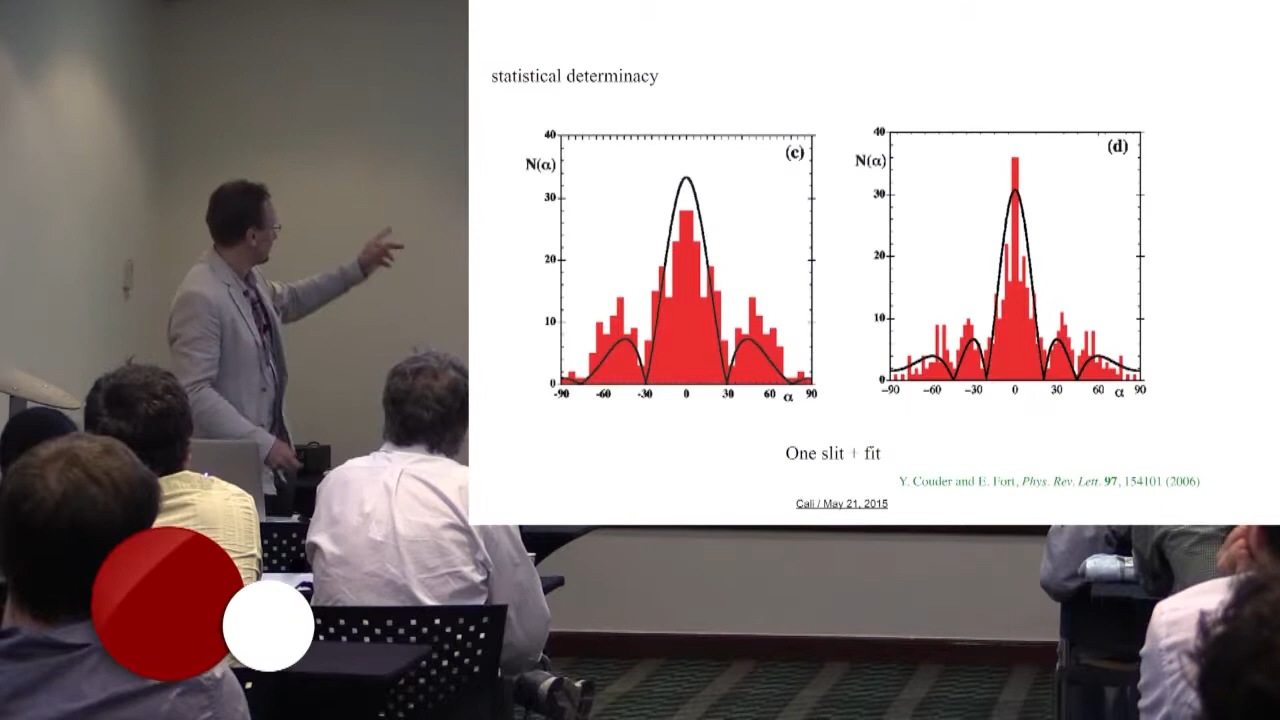 statistical determinacy
40
N(α)
(c)
30
20
10
0
-90 -60 -30 0 30 60 α 90
40
N(α)
(d)
30
20
10
0
-90 -60 -30 0 30 60 α 90
One slit + fit
Y. Couder and E. Fort, Phys. Rev. Lett. 97, 154101 (2006)
Cali / May 21, 2015